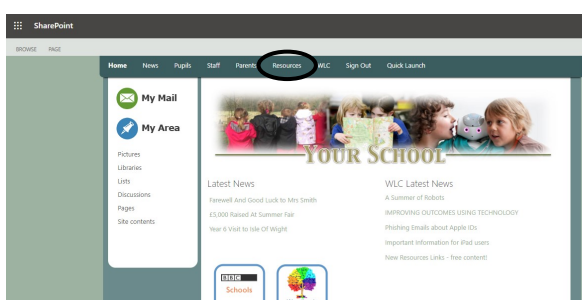 SharePoint
BROWSE PAGE
Home News Pupils Staff Parents Resources WLC Sign Out Quick Launch
My Mail
My Area
Pictures
Libraries
Lists
Discussions
Pages
Site contents
YOUR SCHOOL
Latest News
Farewell And Good Luck to Mrs Smith
£5,000 Raised At Summer Fair
Year 6 Visit to Isle Of Wight
WLC Latest News
A Summer of Robots
IMPROVING OUTCOMES USING TECHNOLOGY
Phishing Emails about Apple IDs
Important Information for iPad users
New Resources Links - free content!
BBC
Schools